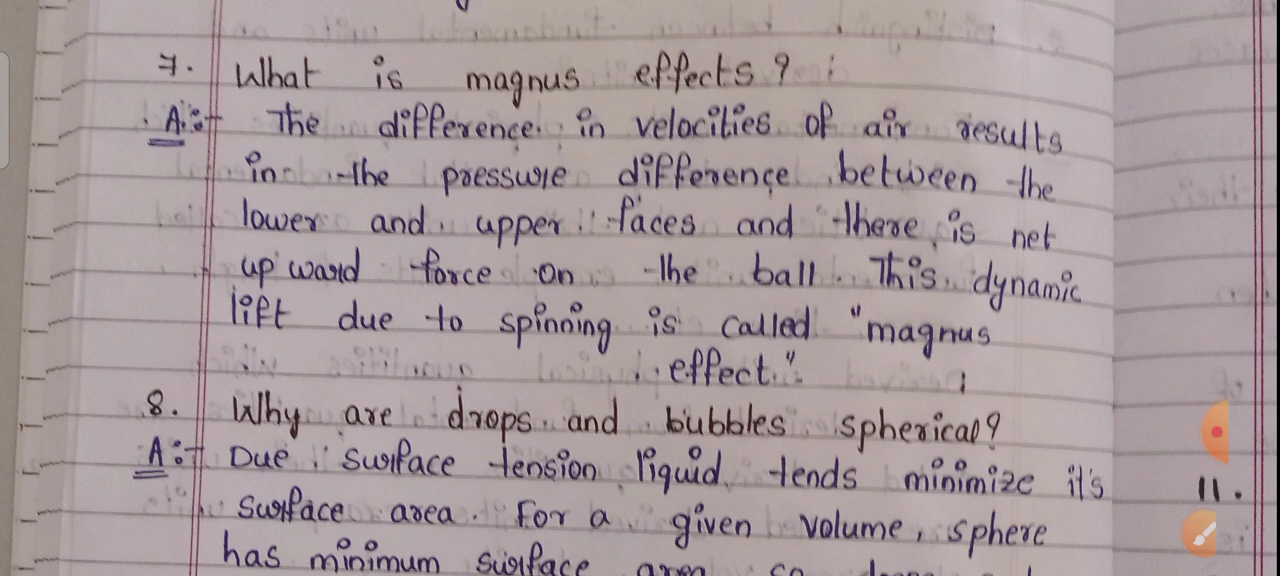 7. What is magnus effects?
A:- The difference in velocities of air results
in the pressure difference between the
lower and upper faces and there is net
upward force on the ball. This dynamic
lift due to spinning is called "magnus
effect."
8. Why are drops and bubbles spherical?
A:- Due surface tension liquid tends minimize it's
surface area. For a given volume, sphere
has minimum surface area so
11.